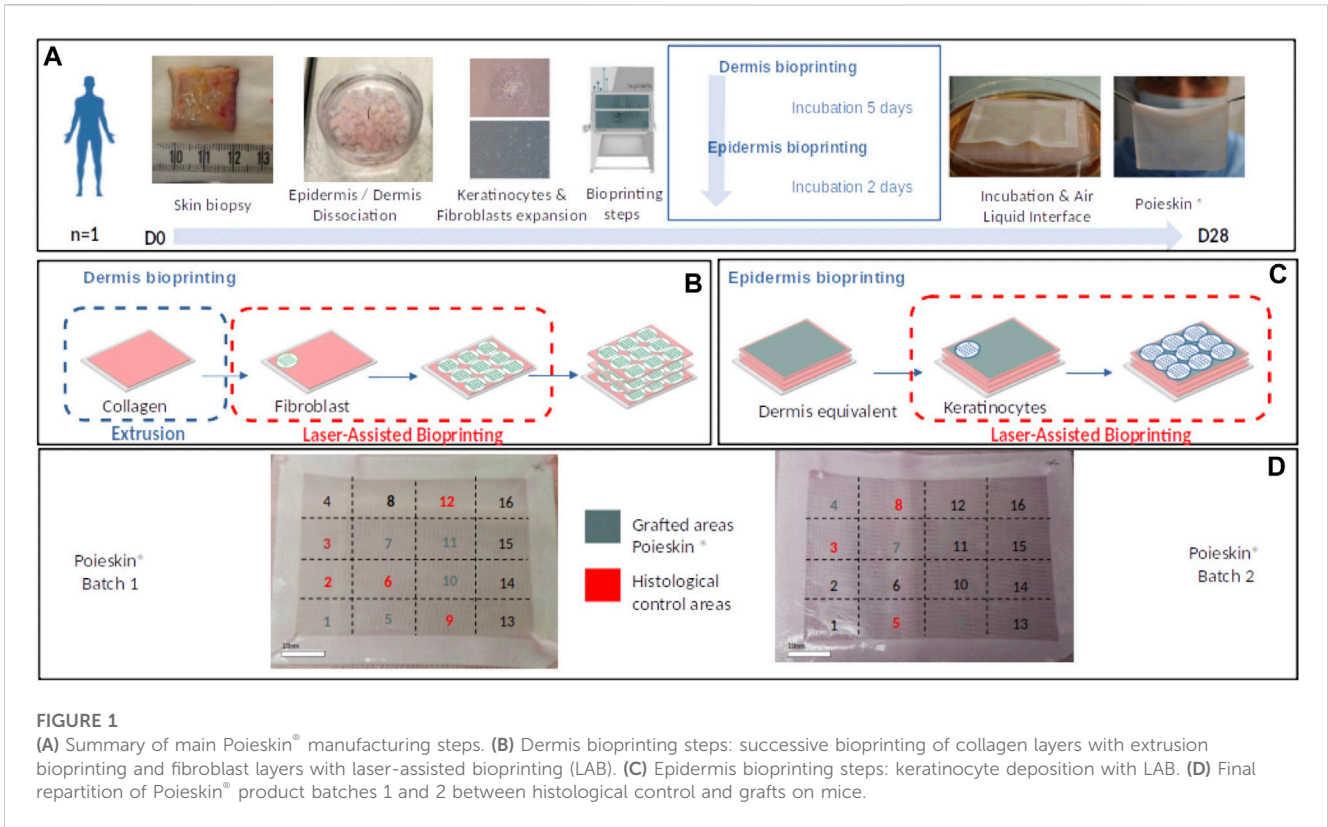 A
10 11 12 13
Skin biopsy
Epidermis / Dermis
Dissociation
Keratinocytes &
Fibroblasts expansion
Bioprinting
steps
Dermis bioprinting
Incubation 5 days
Epidermis bioprinting
Incubation 2 days
Incubation & Air
Liquid Interface
Poieskin ®
n=1
D0
D28
Dermis bioprinting
B
Collagen
Extrusion
Fibroblast
Laser-Assisted Bioprinting
Epidermis bioprinting
C
Dermis equivalent
Keratinocytes
Laser-Assisted Bioprinting
D
Poieskin®
Batch 1
4 8 12 16
3 7 11 15
2 6 10 14
1 5 9 13
10mm
Grafted areas
Poieskin ®
Histological
control areas
4 8 12 16
3 7 11 15
2 6 10 14
1 5 13
10mm
Poieskin®
Batch 2
FIGURE 1
(A) Summary of main Poieskin® manufacturing steps. (B) Dermis bioprinting steps: successive bioprinting of collagen layers with extrusion
bioprinting and fibroblast layers with laser-assisted bioprinting (LAB). (C) Epidermis bioprinting steps: keratinocyte deposition with LAB. (D) Final
repartition of Poieskin® product batches 1 and 2 between histological control and grafts on mice.